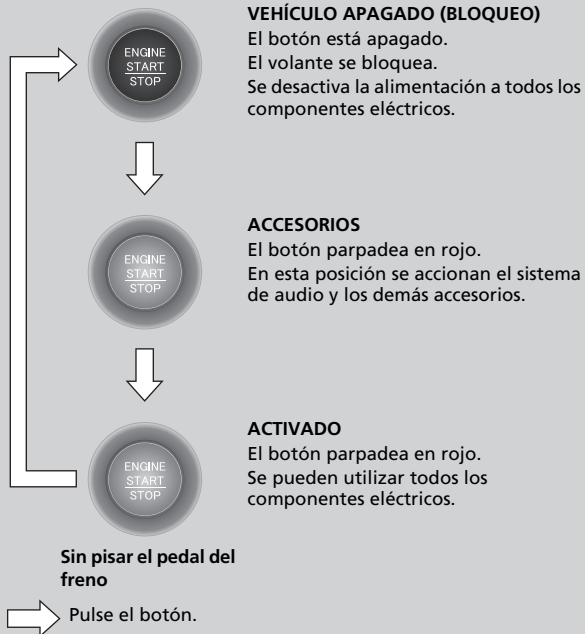 ENGINE
START
STOP
VEHÍCULO APAGADO (BLOQUEO)
El botón está apagado.
El volante se bloquea.
Se desactiva la alimentación a todos los
componentes eléctricos.
ENGINE
START
STOP
ACCESORIOS
El botón parpadea en rojo.
En esta posición se accionan el sistema
de audio y los demás accesorios.
ENGINE
START
STOP
ACTIVADO
El botón parpadea en rojo.
Se pueden utilizar todos los
componentes eléctricos.
Sin pisar el pedal del
freno
Pulse el botón.